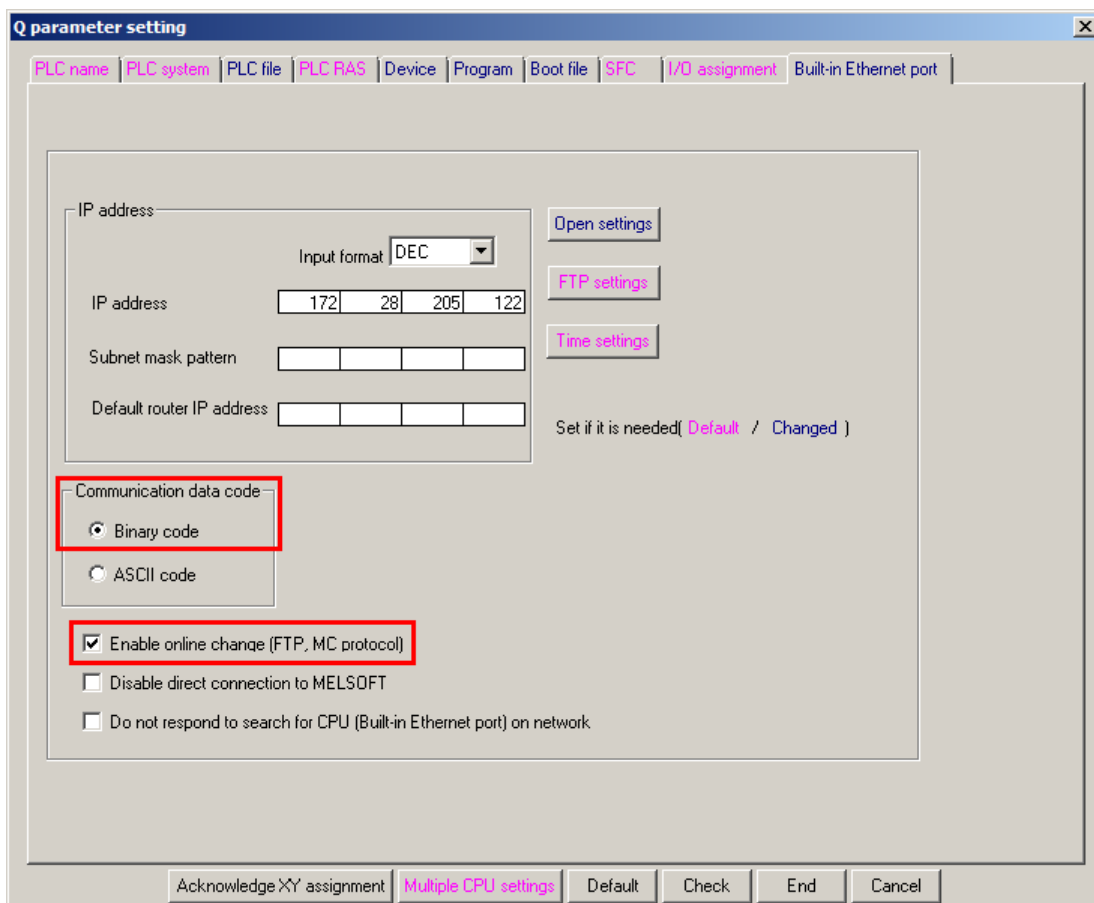 Q parameter setting
PLC name PLC system PLC file PLC RAS Device Program Boot file SFC I/O assignment Built-in Ethernet port
IP address
Input format DEC
IP address 172 28 205 122
Subnet mask pattern
Default router IP address
Open settings
FTP settings
Time settings
Set if it is needed( Default / Changed )
Communication data code
Binary code
ASCII code
Enable online change (FTP, MC protocol)
Disable direct connection to MELSOFT
Do not respond to search for CPU (Built-in Ethernet port) on network
Acknowledge XY assignment Multiple CPU settings Default Check End Cancel